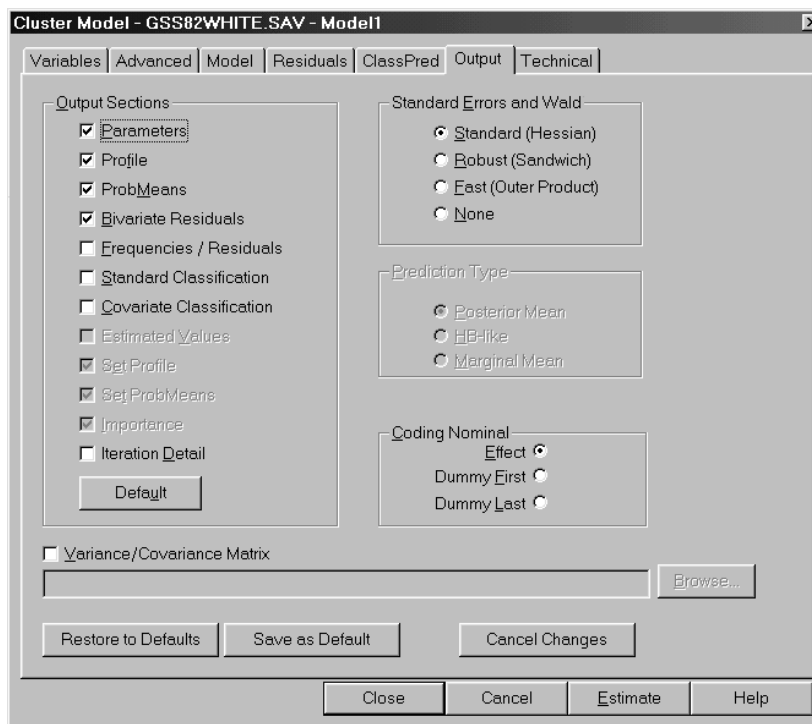 Cluster Model - GSS82WHITE.SAV - Model1
Variables Advanced Model Residuals ClassPred Output Technical
Output Sections
Parameters
Profile
ProbMeans
Bivariate Residuals
Frequencies / Residuals
Standard Classification
Covariate Classification
Estimated Values
Set Profile
Set ProbMeans
Importance
Iteration Detail
Default
Standard Errors and Wald
Standard (Hessian)
Robust (Sandwich)
Fast (Outer Product)
None
Prediction Type
Posterior Mean
HB-like
Marginal Mean
Coding Nominal
Effect
Dummy First
Dummy Last
Variance/Covariance Matrix
Browse...
Restore to Defaults Save as Default Cancel Changes
Close Cancel Estimate Help